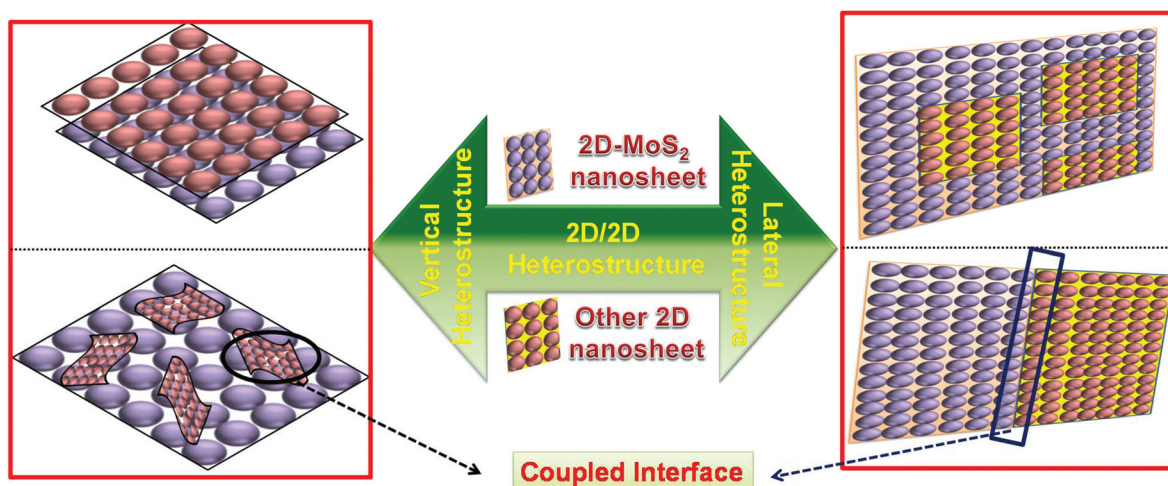 2D-MoS₂
nanosheet
Vertical
Heterostructure
2D/2D
Heterostructure
Lateral
Heterostructure
Other 2D
nanosheet
Coupled Interface